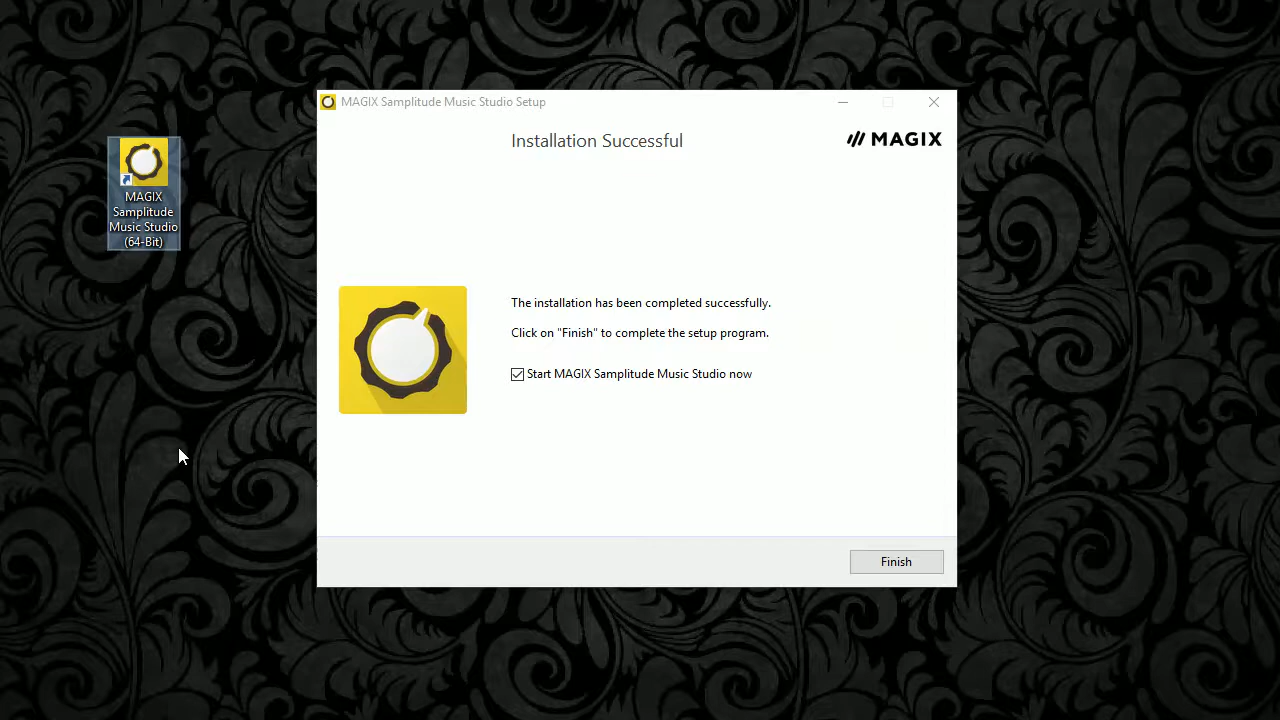 MAGIX Samplitude Music Studio Setup
Installation Successful
MAGIX
MAGIX
Samplitude
Music Studio
(64-Bit)
The installation has been completed successfully.
Click on "Finish" to complete the setup program.
Start MAGIX Samplitude Music Studio now
Finish